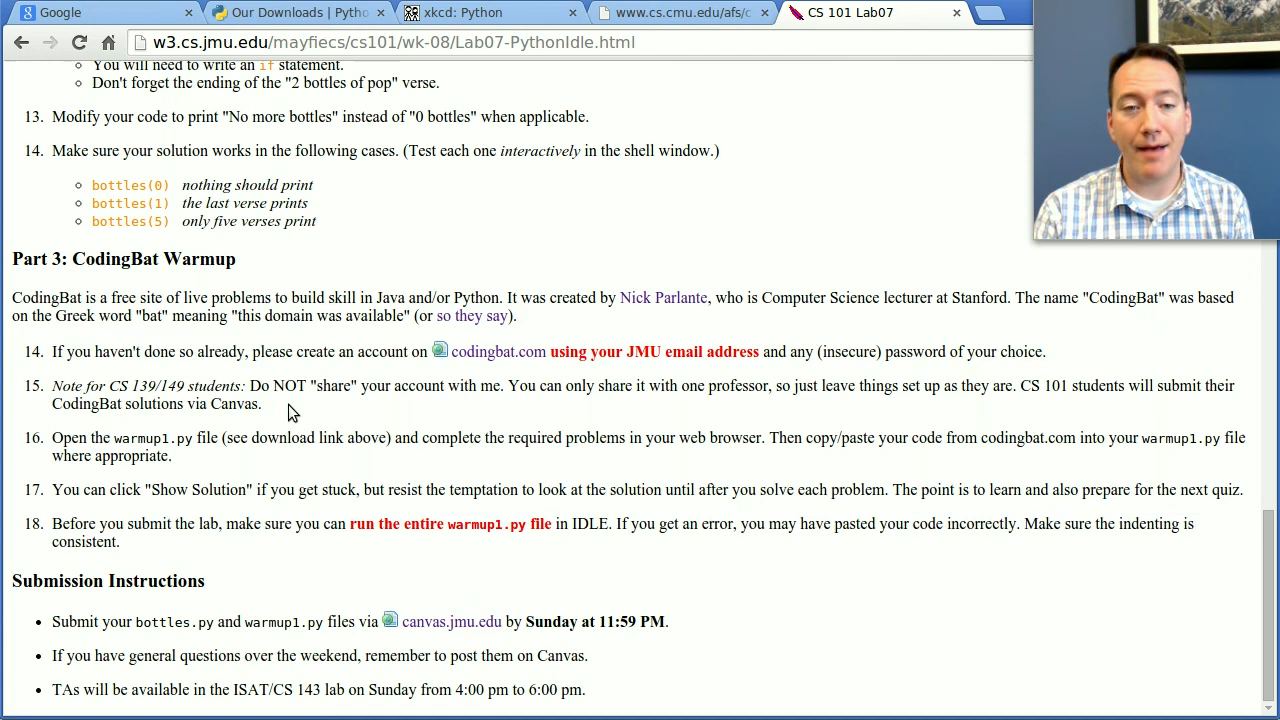 Google
Our Downloads | Pytho
xkcd: Python
www.cs.cmu.edu/afs/c
CS 101 Lab07
w3.cs.jmu.edu/mayfiecs/cs101/wk-08/Lab07-PythonIdle.html
You will need to write an if statement.
Don't forget the ending of the "2 bottles of pop" verse.
13. Modify your code to print "No more bottles" instead of "0 bottles" when applicable.
14. Make sure your solution works in the following cases. (Test each one interactively in the shell window.)
bottles(0) nothing should print
bottles(1) the last verse prints
bottles(5) only five verses print
Part 3: CodingBat Warmup
CodingBat is a free site of live problems to build skill in Java and/or Python. It was created by Nick Parlante, who is Computer Science lecturer at Stanford. The name "CodingBat" was based
on the Greek word "bat" meaning "this domain was available" (or so they say).
14. If you haven't done so already, please create an account on codingbat.com using your JMU email address and any (insecure) password of your choice.
15. Note for CS 139/149 students: Do NOT "share" your account with me. You can only share it with one professor, so just leave things set up as they are. CS 101 students will submit their
CodingBat solutions via Canvas.
16. Open the warmup1.py file (see download link above) and complete the required problems in your web browser. Then copy/paste your code from codingbat.com into your warmup1.py file
where appropriate.
17. You can click "Show Solution" if you get stuck, but resist the temptation to look at the solution until after you solve each problem. The point is to learn and also prepare for the next quiz.
18. Before you submit the lab, make sure you can run the entire warmup1.py file in IDLE. If you get an error, you may have pasted your code incorrectly. Make sure the indenting is
consistent.
Submission Instructions
Submit your bottles.py and warmup1.py files via canvas.jmu.edu by Sunday at 11:59 PM.
If you have general questions over the weekend, remember to post them on Canvas.
TAs will be available in the ISAT/CS 143 lab on Sunday from 4:00 pm to 6:00 pm.